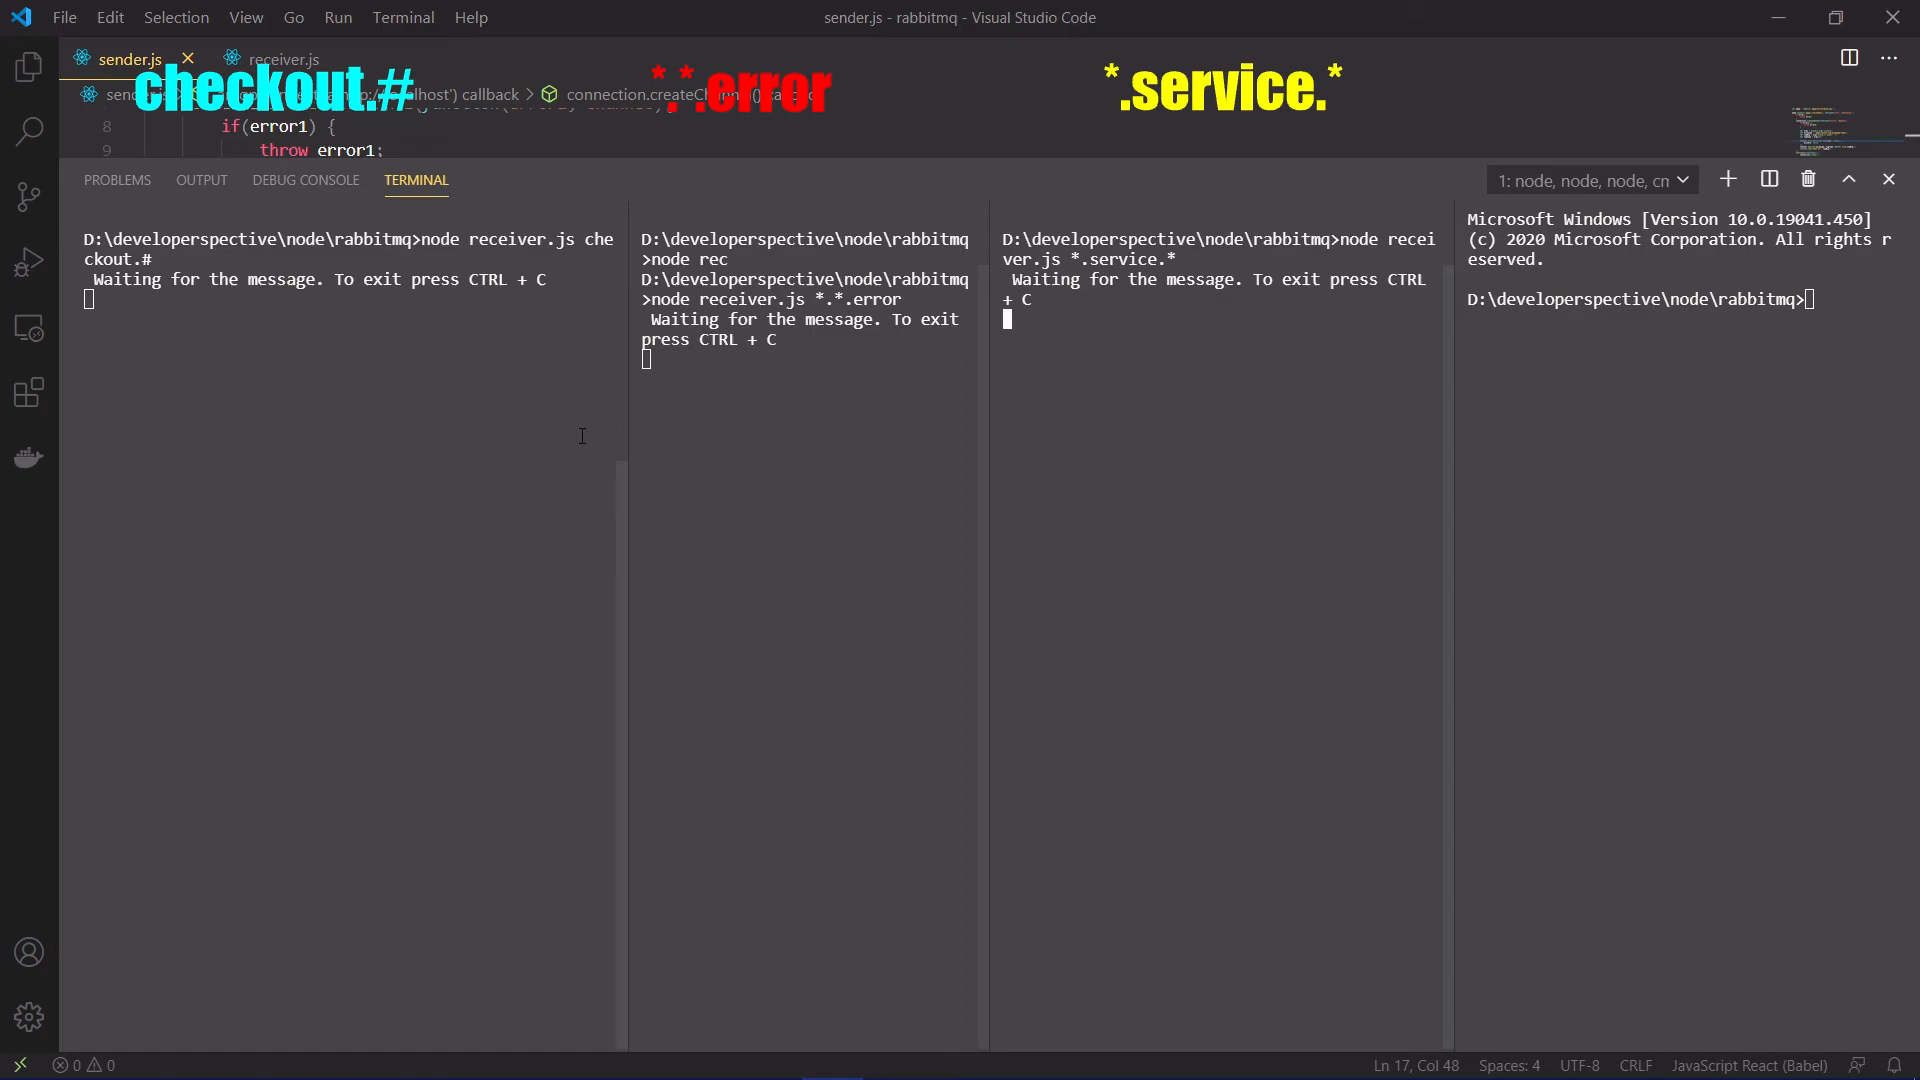 File Edit Selection View Go Run Terminal Help
sender.js - rabbitmq - Visual Studio Code
sender.js
receiver.js
checkout.#
*.*.error
*.service.*
callback
8 if(error1) {
9 throw error1;
PROBLEMS OUTPUT DEBUG CONSOLE TERMINAL
1: node, node, node, cn
D:\developerspective\node\rabbitmq>node receiver.js che
ckout.#
Waiting for the message. To exit press CTRL + C
D:\developerspective\node\rabbitmq
>node rec
D:\developerspective\node\rabbitmq
>node receiver.js *.*.error
Waiting for the message. To exit
press CTRL + C
D:\developerspective\node\rabbitmq>node recei
ver.js *.service.*
Waiting for the message. To exit press CTRL
+ C
Microsoft Windows [Version 10.0.19041.450]
(c) 2020 Microsoft Corporation. All rights r
eserved.
D:\developerspective\node\rabbitmq>
0 0
Ln 17, Col 48 Spaces: 4 UTF-8 CRLF JavaScript React (Babel)